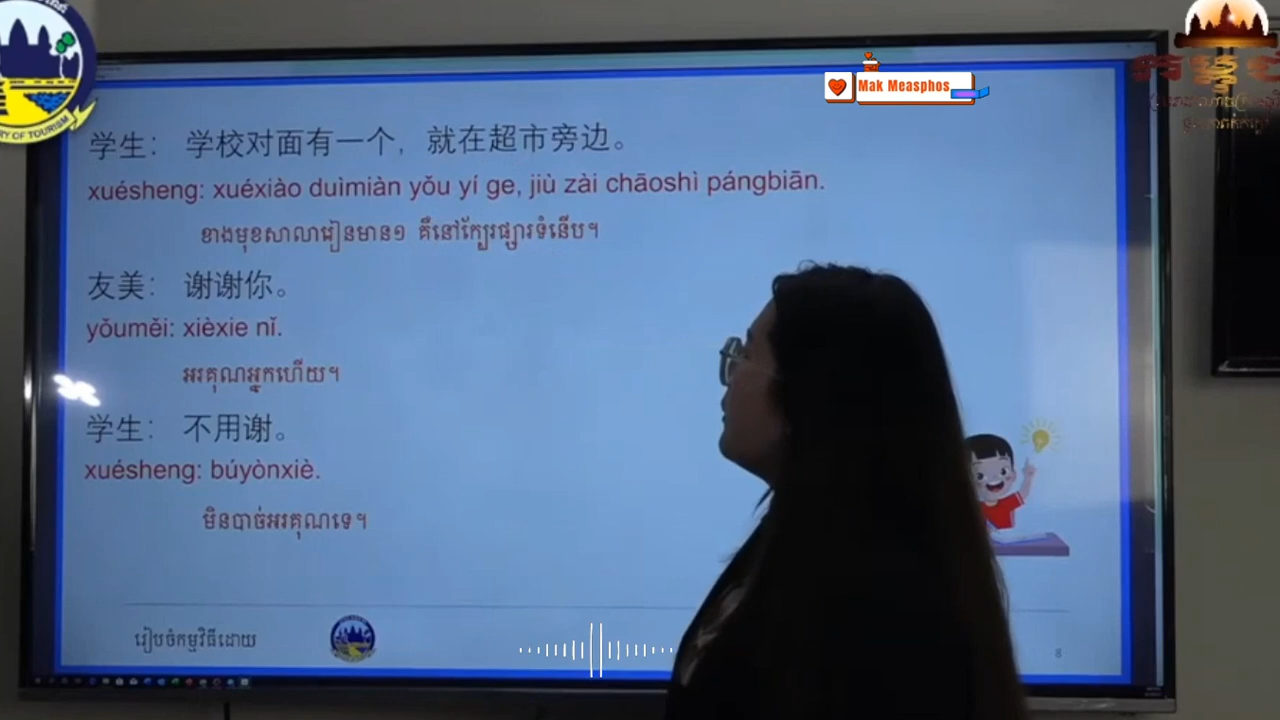 RY OF TOURISM
Mak Measphos
学生： 学校对面有一个，就在超市旁边。
xuésheng: xuéxiào duìmiàn yǒu yí ge, jiù zài chāoshì pángbiān.
ខាងមុខសាលារៀនមាន១ គឺនៅក្បែរផ្សារទំនើប។
友美： 谢谢你。
yǒuměi: xièxie nǐ.
អរគុណអ្នកហើយ។
学生： 不用谢。
xuésheng: búyònxiè.
មិនបាច់អរគុណទេ។
រៀបចំកម្មវិធីដោយ
8